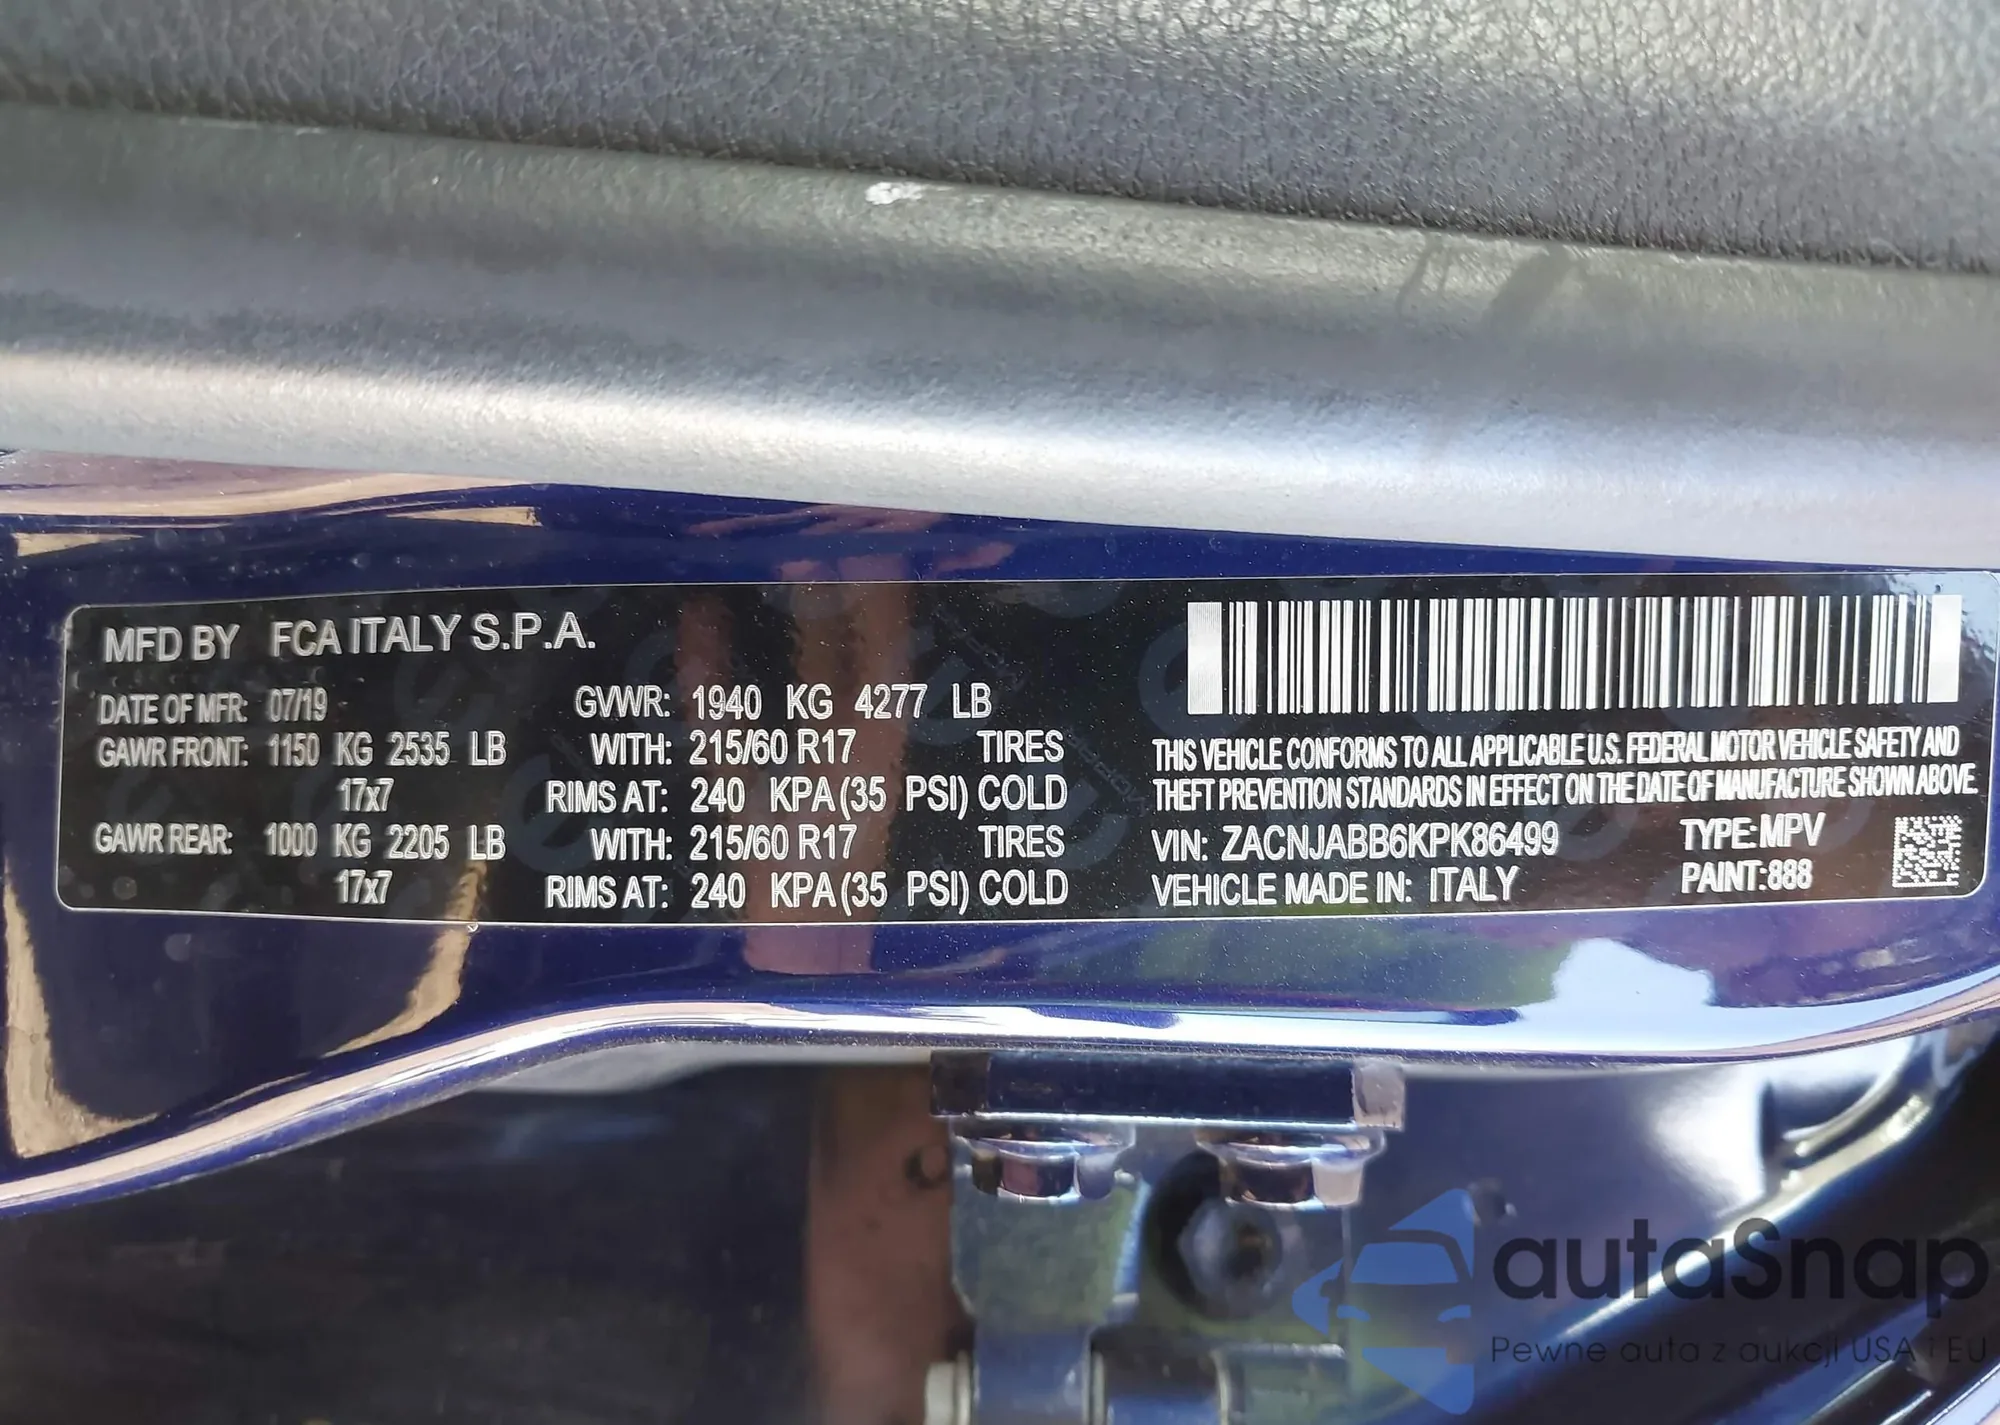 MFD BY FCA ITALY S.P.A.
DATE OF MFR: 07/19 GVWR: 1940 KG 4277 LB
GAWR FRONT: 1150 KG 2535 LB WITH: 215/60 R17 TIRES
17x7 RIMS AT: 240 KPA (35 PSI) COLD
GAWR REAR: 1000 KG 2205 LB WITH: 215/60 R17 TIRES
17x7 RIMS AT: 240 KPA (35 PSI) COLD
THIS VEHICLE CONFORMS TO ALL APPLICABLE U.S. FEDERAL MOTOR VEHICLE SAFETY AND
THEFT PREVENTION STANDARDS IN EFFECT ON THE DATE OF MANUFACTURE SHOWN ABOVE.
VIN: ZACNJABB6KPK86499 TYPE: MPV
VEHICLE MADE IN: ITALY PAINT: 888
autaSnap
Pewne auta z aukcji USA i EU